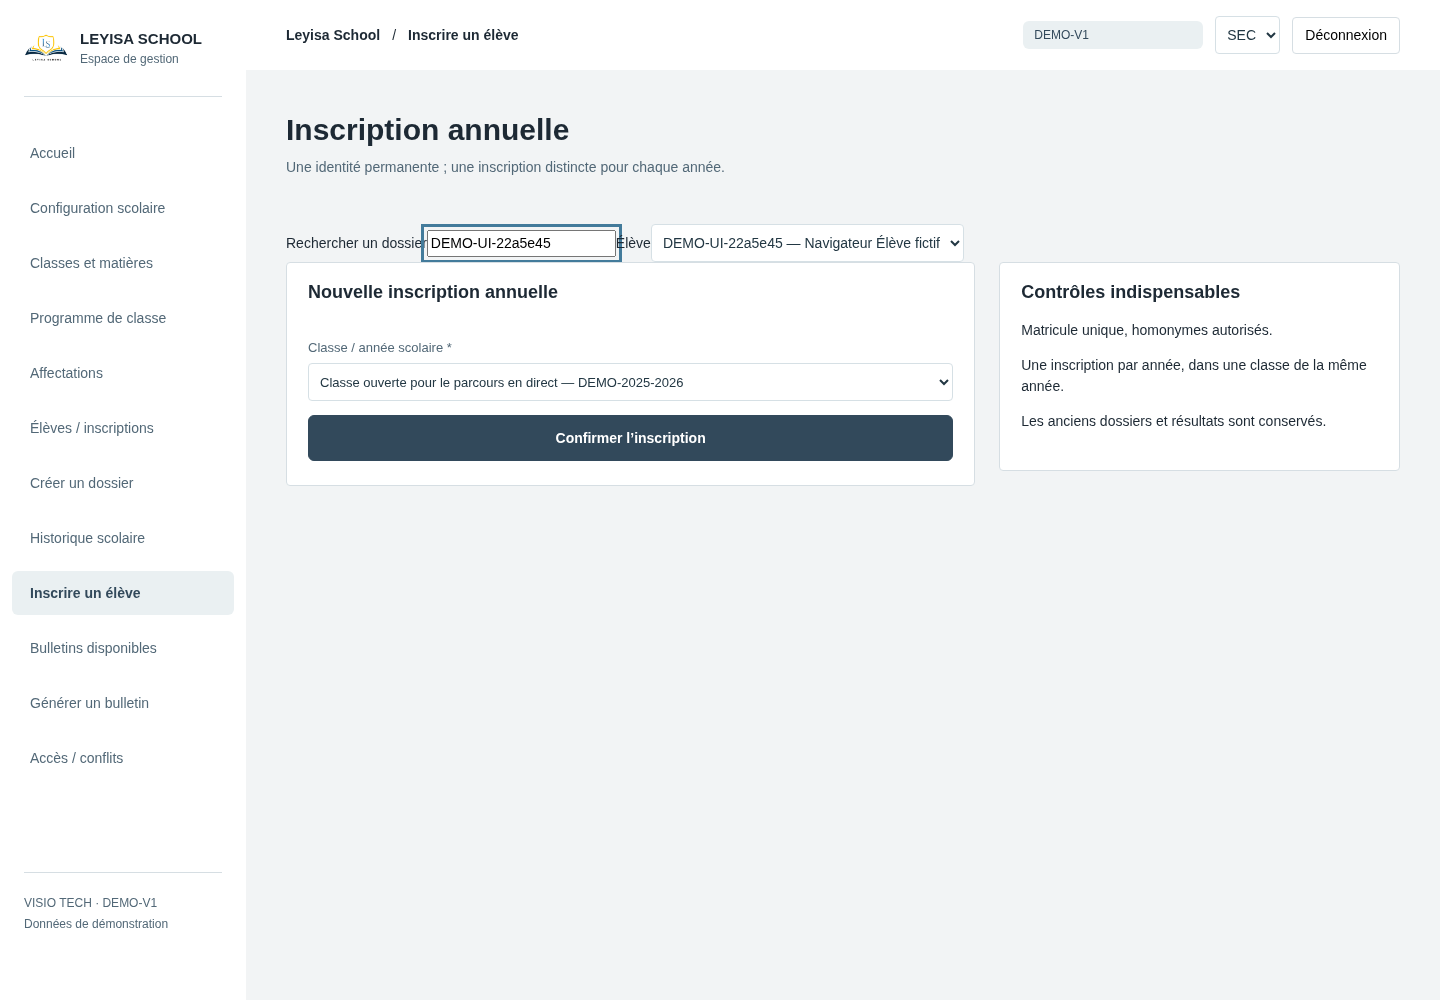 LEYISA SCHOOL
Espace de gestion
Accueil
Configuration scolaire
Classes et matières
Programme de classe
Affectations
Élèves / inscriptions
Créer un dossier
Historique scolaire
Inscrire un élève
Bulletins disponibles
Générer un bulletin
Accès / conflits
VISIO TECH · DEMO-V1
Données de démonstration
Leyisa School / Inscrire un élève
DEMO-V1
SEC
Déconnexion
Inscription annuelle
Une identité permanente ; une inscription distincte pour chaque année.
Rechercher un dossier DEMO-UI-22a5e45 Élève DEMO-UI-22a5e45 — Navigateur Élève fictif
Nouvelle inscription annuelle
Classe / année scolaire *
Classe ouverte pour le parcours en direct — DEMO-2025-2026
Confirmer l’inscription
Contrôles indispensables
Matricule unique, homonymes autorisés.
Une inscription par année, dans une classe de la même
année.
Les anciens dossiers et résultats sont conservés.